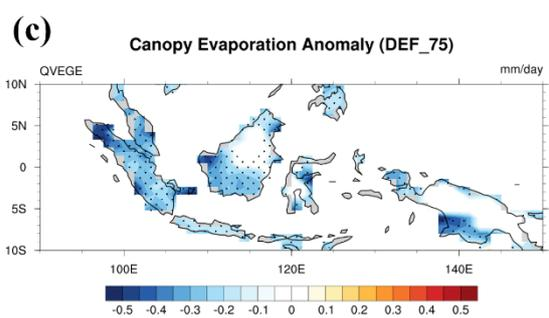 (c)
Canopy Evaporation Anomaly (DEF_75)
QVEGE mm/day
10N
5N
0
5S
10S
100E 120E 140E
-0.5 -0.4 -0.3 -0.2 -0.1 0 0.1 0.2 0.3 0.4 0.5